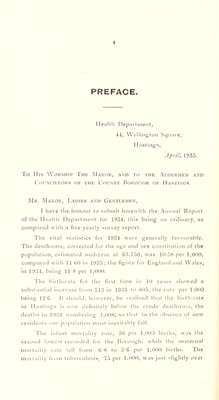 4
PREFACE.
Health Department,
44, Wellington Square,
Hastings,
April, 1935.
To His Worship The Mayor, and to the Aldermen and
Councillors of the County Borough of Hastings.
Mr. Mayor, Ladies and Gentlemen,
I have the honour to submit herewith the Annual Report
of the Health Department for 1934, this being an ordinary, as
compared with a five yearly survey report.
The vital statistics for 1934 were generally favourable.
The death-rate, corrected for the age and sex constitution of the
population, estimated mid-year at 63,750, was 10·58 per 1,000,
compared with 11·60 in 1933; the figure for England and Wales,
in 1934, being 11·8 per 1,000.
The birth-rate for the first time in 10 years showed a
substantial increase from 713 in 1933 to 805, the rate per 1,000
being 12·6. It should, however, be realised that the birth-rate
in Hastings is now definitely below the crude death-rate, the
deaths in 1934 numbering 1,008, so that in the absence of new
residents our population must inevitably fall.
The infant mortality rate, 36 per 1,000 births, was the
second lowest recorded for the Borough, while the maternal
mortality rate fell from 6·8 to 3·6 per 1,000 births. The
mortality from tuberculosis, ·75 per 1,000, was just slightly over